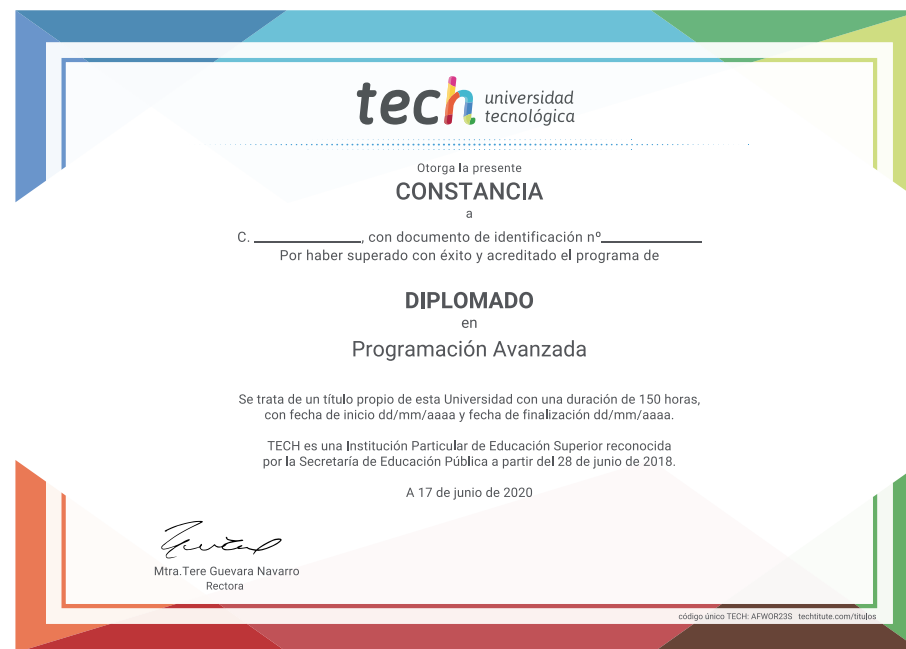 tech universidad
tecnológica
Otorga la presente
CONSTANCIA
a
C. ______________, con documento de identificación nº______________
Por haber superado con éxito y acreditado el programa de
DIPLOMADO
en
Programación Avanzada
Se trata de un título propio de esta Universidad con una duración de 150 horas,
con fecha de inicio dd/mm/aaaa y fecha de finalización dd/mm/aaaa.
TECH es una Institución Particular de Educación Superior reconocida
por la Secretaría de Educación Pública a partir del 28 de junio de 2018.
A 17 de junio de 2020
Mtra.Tere Guevara Navarro
Rectora
código único TECH: AFWOR23S techtitute.com/titulos